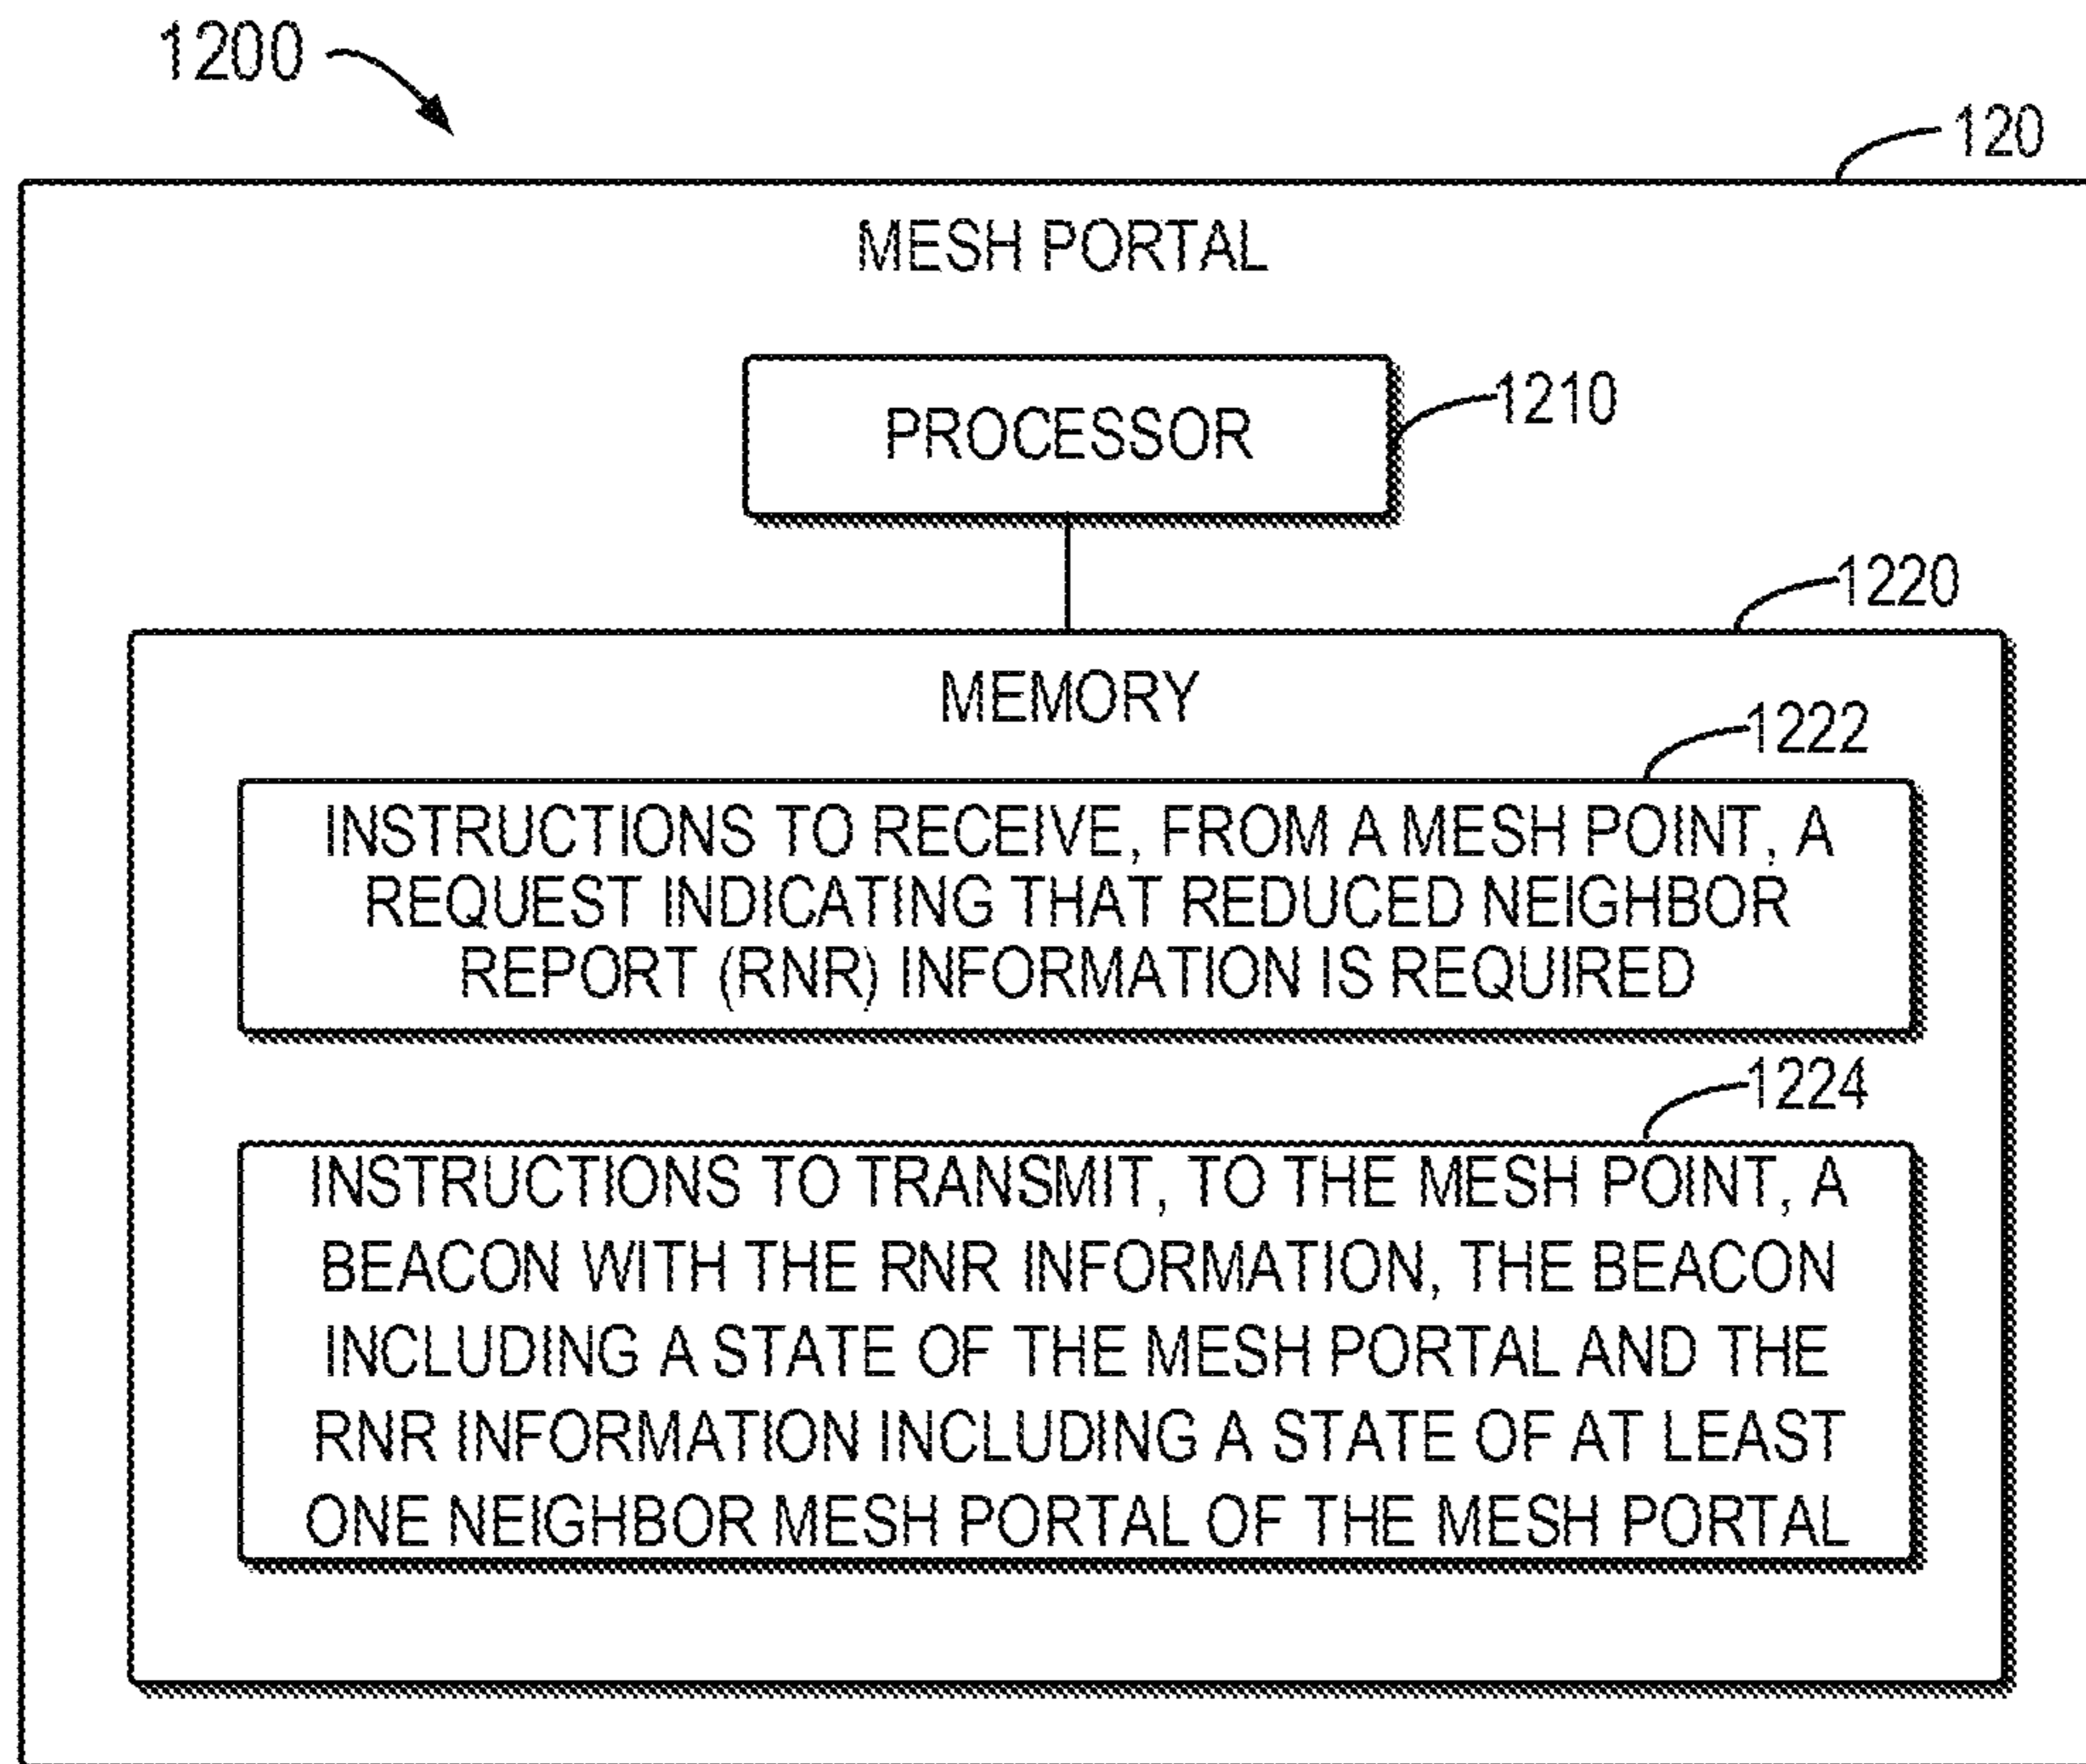 1200
120
MESH PORTAL
PROCESSOR
1210
1220
MEMORY
1222
INSTRUCTIONS TO RECEIVE, FROM A MESH POINT, A
REQUEST INDICATING THAT REDUCED NEIGHBOR
REPORT (RNR) INFORMATION IS REQUIRED
1224
INSTRUCTIONS TO TRANSMIT, TO THE MESH POINT, A
BEACON WITH THE RNR INFORMATION, THE BEACON
INCLUDING A STATE OF THE MESH PORTAL AND THE
RNR INFORMATION INCLUDING A STATE OF AT LEAST
ONE NEIGHBOR MESH PORTAL OF THE MESH PORTAL